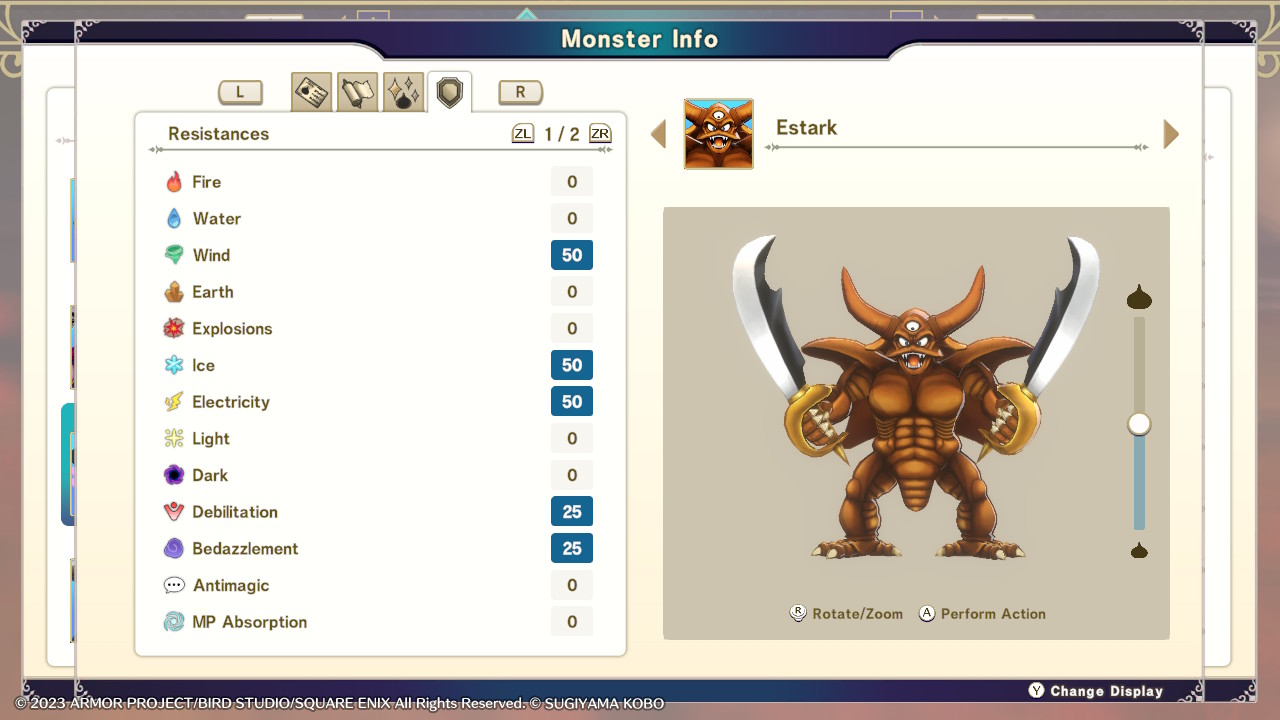 Monster Info
L
R
Resistances
ZL 1 / 2 ZR
Estark
Fire 0
Water 0
Wind 50
Earth 0
Explosions 0
Ice 50
Electricity 50
Light 0
Dark 0
Debilitation 25
Bedazzlement 25
Antimagic 0
MP Absorption 0
R Rotate/Zoom A Perform Action
Y Change Display
© 2023 ARMOR PROJECT/BIRD STUDIO/SQUARE ENIX All Rights Reserved. © SUGIYAMA KOBO